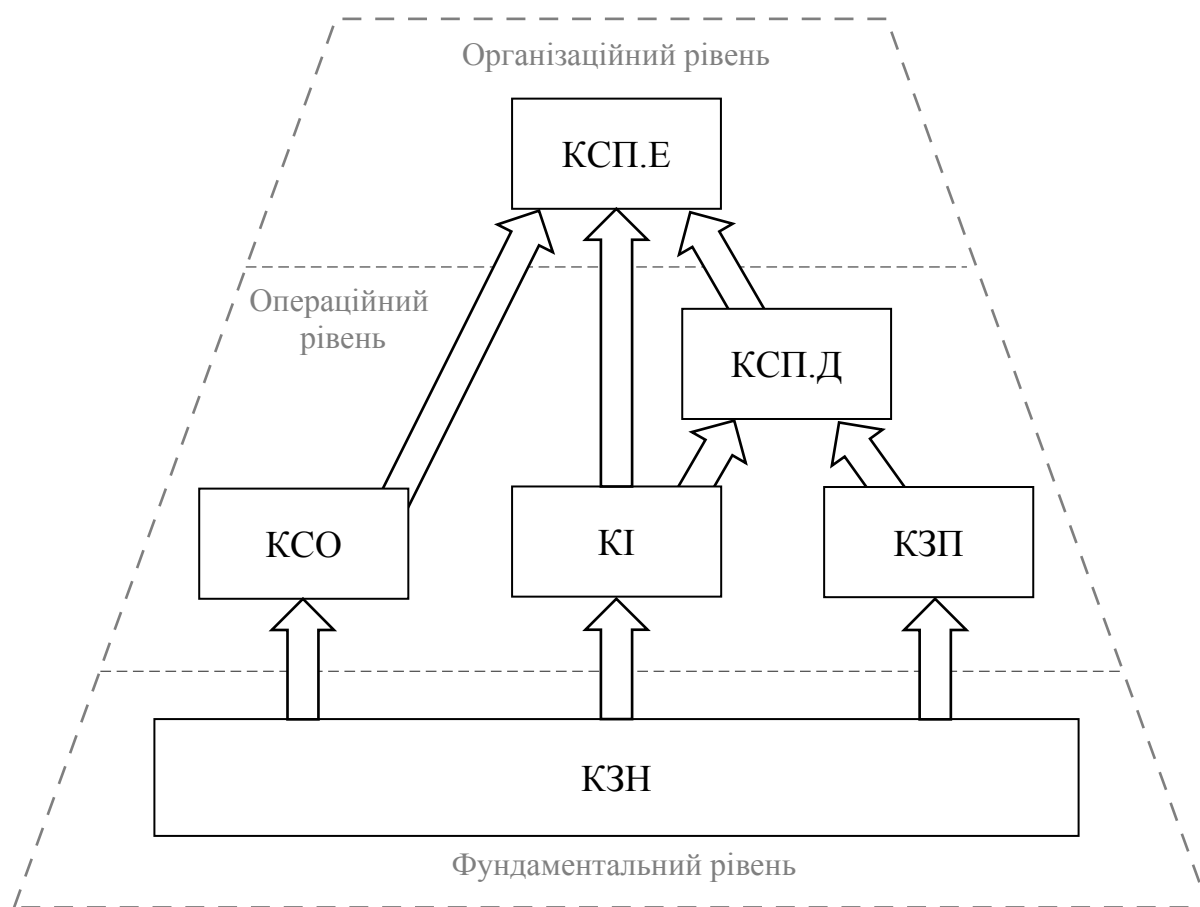 Організаційний рівень
КСП.Е
Операційний
рівень
КСП.Д
КСО
КІ
КЗП
КЗН
Фундаментальний рівень